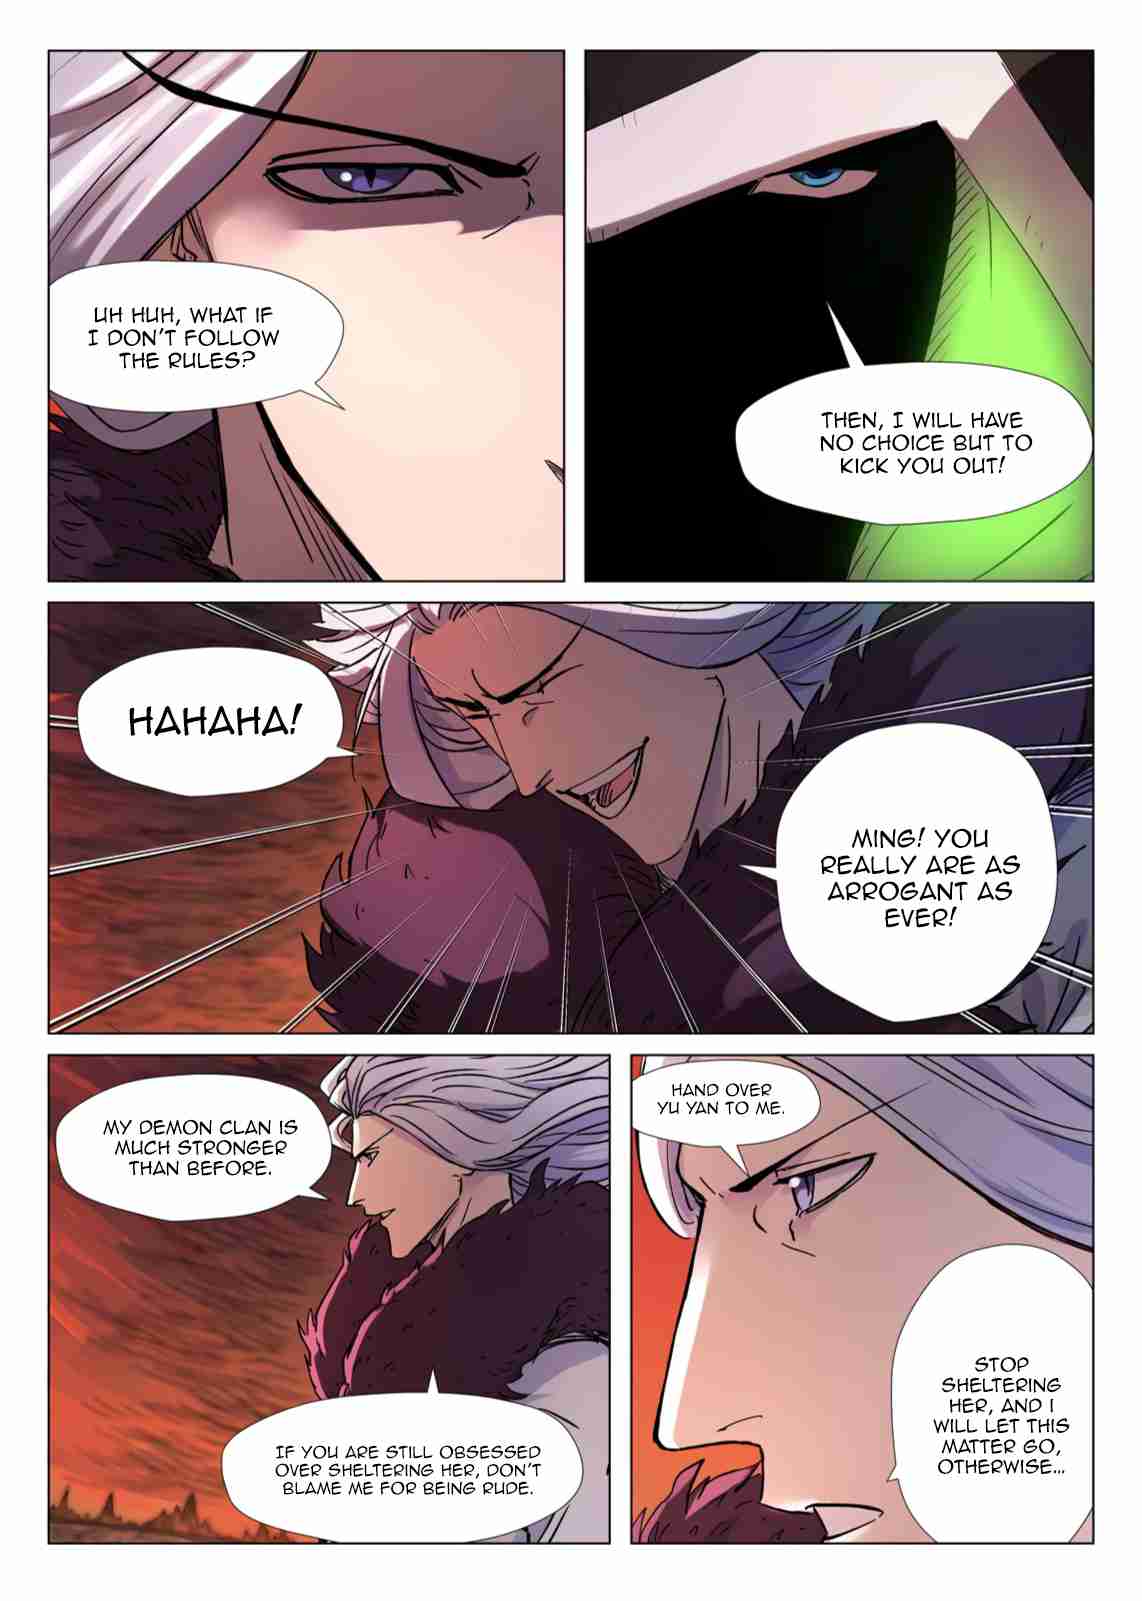 UH HUH, WHAT IF
I DON'T FOLLOW
THE RULES?
THEN, I WILL HAVE
NO CHOICE BUT TO
KICK YOU OUT!
HAHAHA!
MING! YOU
REALLY ARE AS
ARROGANT AS
EVER!
MY DEMON CLAN IS
MUCH STRONGER
THAN BEFORE.
IF YOU ARE STILL OBSESSED
OVER SHELTERING HER, DON'T
BLAME ME FOR BEING RUDE.
HAND OVER
YU YAN TO ME.
STOP
SHELTERING
HER, AND I
WILL LET THIS
MATTER GO,
OTHERWISE...